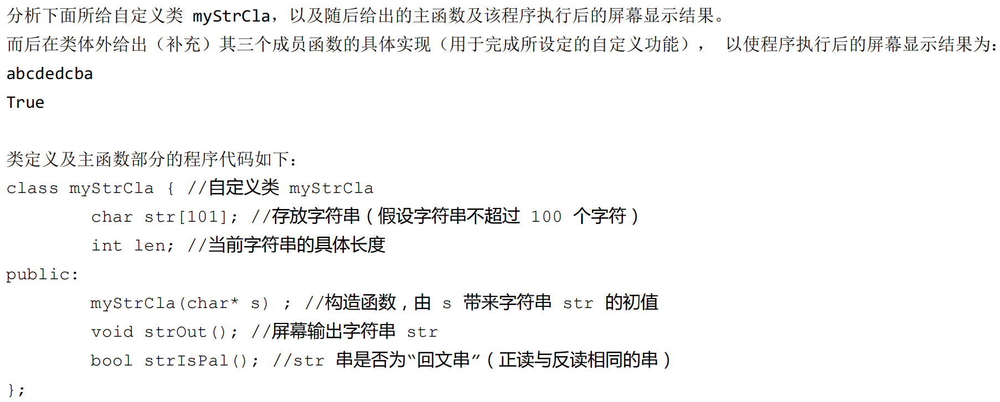 分析下面所给自定义类 myStrCla，以及随后给出的主函数及该程序执行后的屏幕显示结果。
而后在类体外给出（补充）其三个成员函数的具体实现（用于完成所设定的自定义功能）， 以使程序执行后的屏幕显示结果为：
abcdedcba
True
类定义及主函数部分的程序代码如下：
class myStrCla { //自定义类 myStrCla
char str[101]; //存放字符串（假设字符串不超过 100 个字符）
int len; //当前字符串的具体长度
public:
myStrCla(char* s) ; //构造函数，由 s 带来字符串 str 的初值
void strOut(); //屏幕输出字符串 str
bool strIsPal(); //str 串是否为“回文串”（正读与反读相同的串）
};